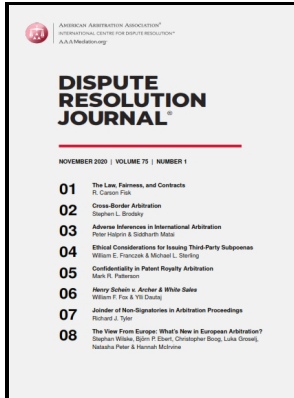 AMERICAN ARBITRATION ASSOCIATION®
INTERNATIONAL CENTRE FOR DISPUTE RESOLUTION®
AAAMediation.org
DISPUTE
RESOLUTION
JOURNAL®
NOVEMBER 2020 | VOLUME 75 | NUMBER 1
01 The Law, Fairness, and Contracts
R. Carson Fisk
02 Cross-Border Arbitration
Stephen L. Brodsky
03 Adverse Inferences in International Arbitration
Peter Halprin & Siddharth Matai
04 Ethical Considerations for Issuing Third-Party Subpoenas
William E. Franczek & Michael L. Sterling
05 Confidentiality in Patent Royalty Arbitration
Mark R. Patterson
06 Henry Schein v. Archer & White Sales
William F. Fox & Ylli Dautaj
07 Joinder of Non-Signatories in Arbitration Proceedings
Richard J. Tyler
08 The View From Europe: What's New in European Arbitration?
Stephan Wilske, Björn P. Ebert, Christopher Boog, Luka Groselj,
Natasha Peter & Hannah McIrvine